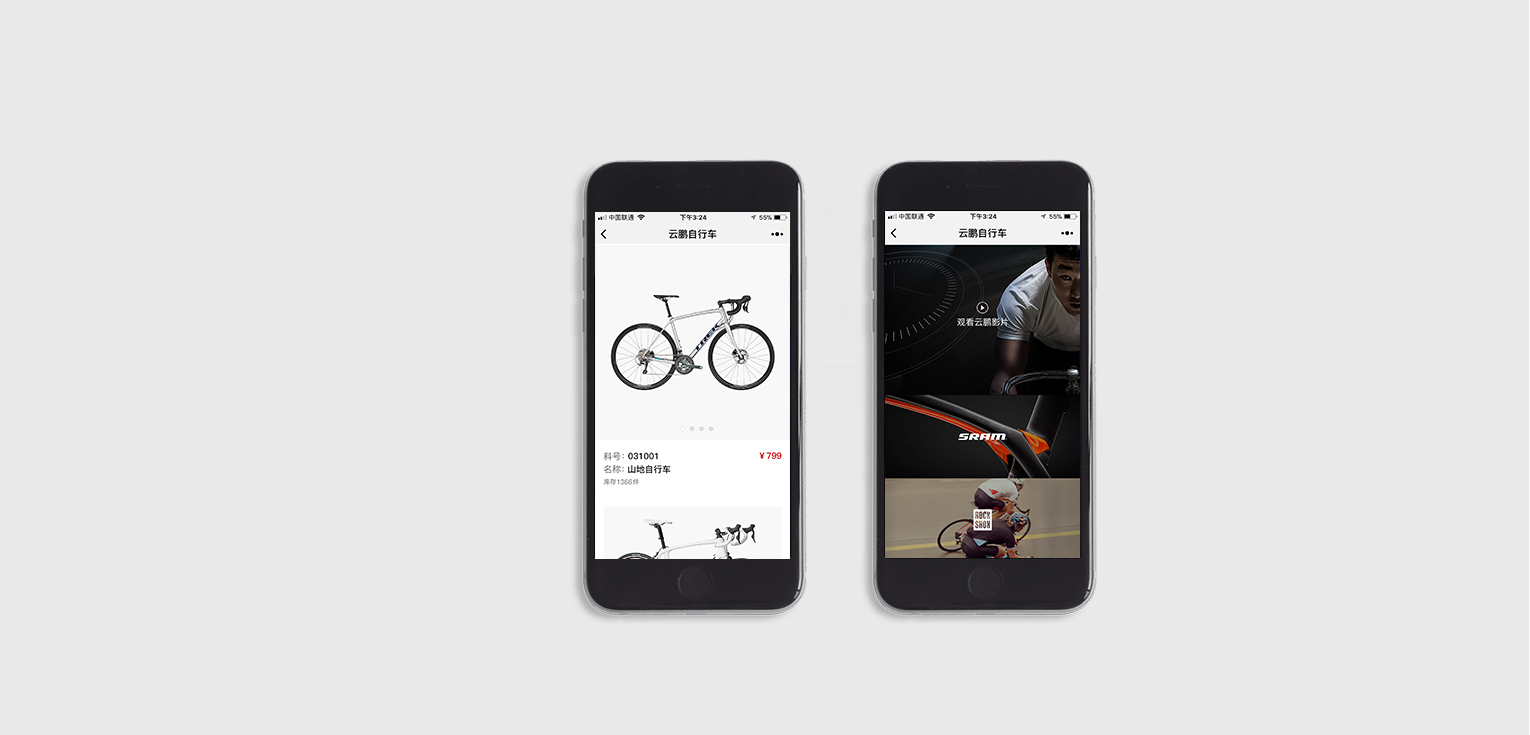 中国联通
下午3:24
55%
云鹏自行车
TREK
料号: 031001
¥ 799
名称: 山地自行车
库存1366件
中国联通
下午3:24
55%
云鹏自行车
观看云鹏影片
SRAM
ROCK
SHOX